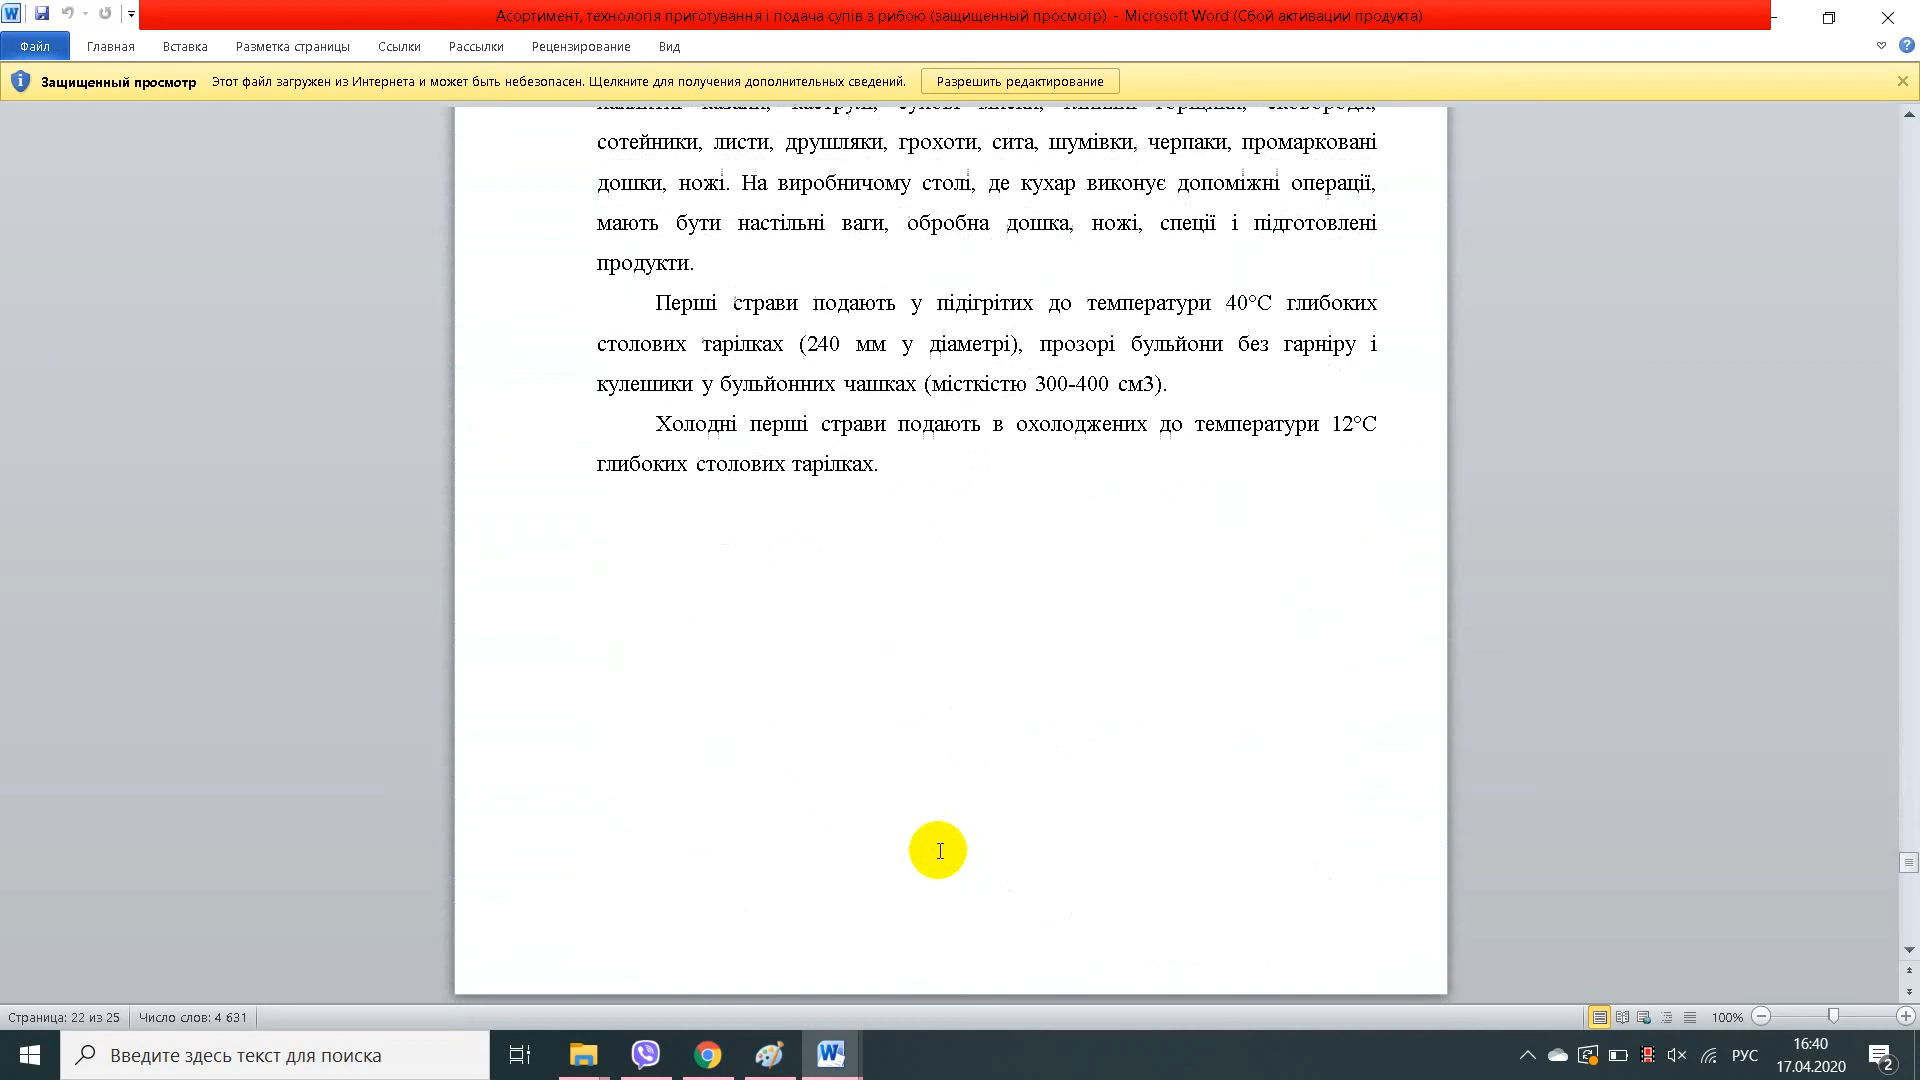 Асортимент, технологія приготування і подача супів з рибою (защищенный просмотр) - Microsoft Word (Сбой активации продукта)
Файл Главная Вставка Разметка страницы Ссылки Рассылки Рецензирование Вид
Защищенный просмотр Этот файл загружен из Интернета и может быть небезопасен. Щелкните для получения дополнительных сведений. Разрешить редактирование
сотейники, листи, друшляки, грохоти, сита, шумівки, черпаки, промарковані
дошки, ножі. На виробничому столі, де кухар виконує допоміжні операції,
мають бути настільні ваги, обробна дошка, ножі, спеції і підготовлені
продукти.
Перші страви подають у підігрітих до температури 40°С глибоких
столових тарілках (240 мм у діаметрі), прозорі бульйони без гарніру і
кулешики у бульйонних чашках (місткістю 300-400 см3).
Холодні перші страви подають в охолоджених до температури 12°С
глибоких столових тарілках.
Страница: 22 из 25 Число слов: 4 631 100%
Введите здесь текст для поиска РУС 16:40
17.04.2020 2